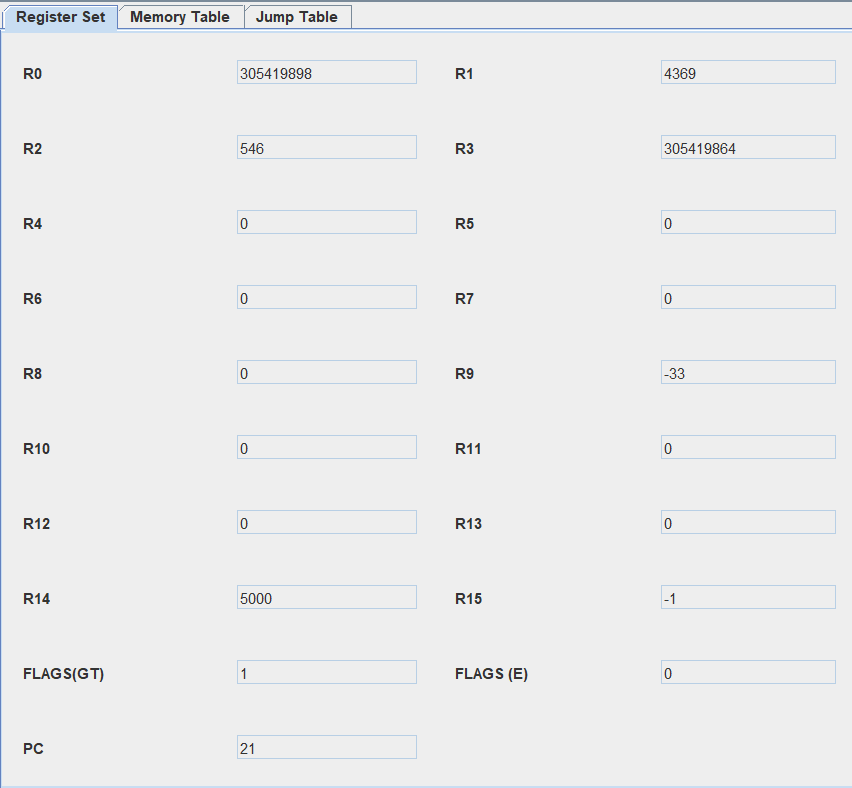 Register Set Memory Table Jump Table
R0 305419898 R1 4369
R2 546 R3 305419864
R4 0 R5 0
R6 0 R7 0
R8 0 R9 -33
R10 0 R11 0
R12 0 R13 0
R14 5000 R15 -1
FLAGS(GT) 1 FLAGS (E) 0
PC 21